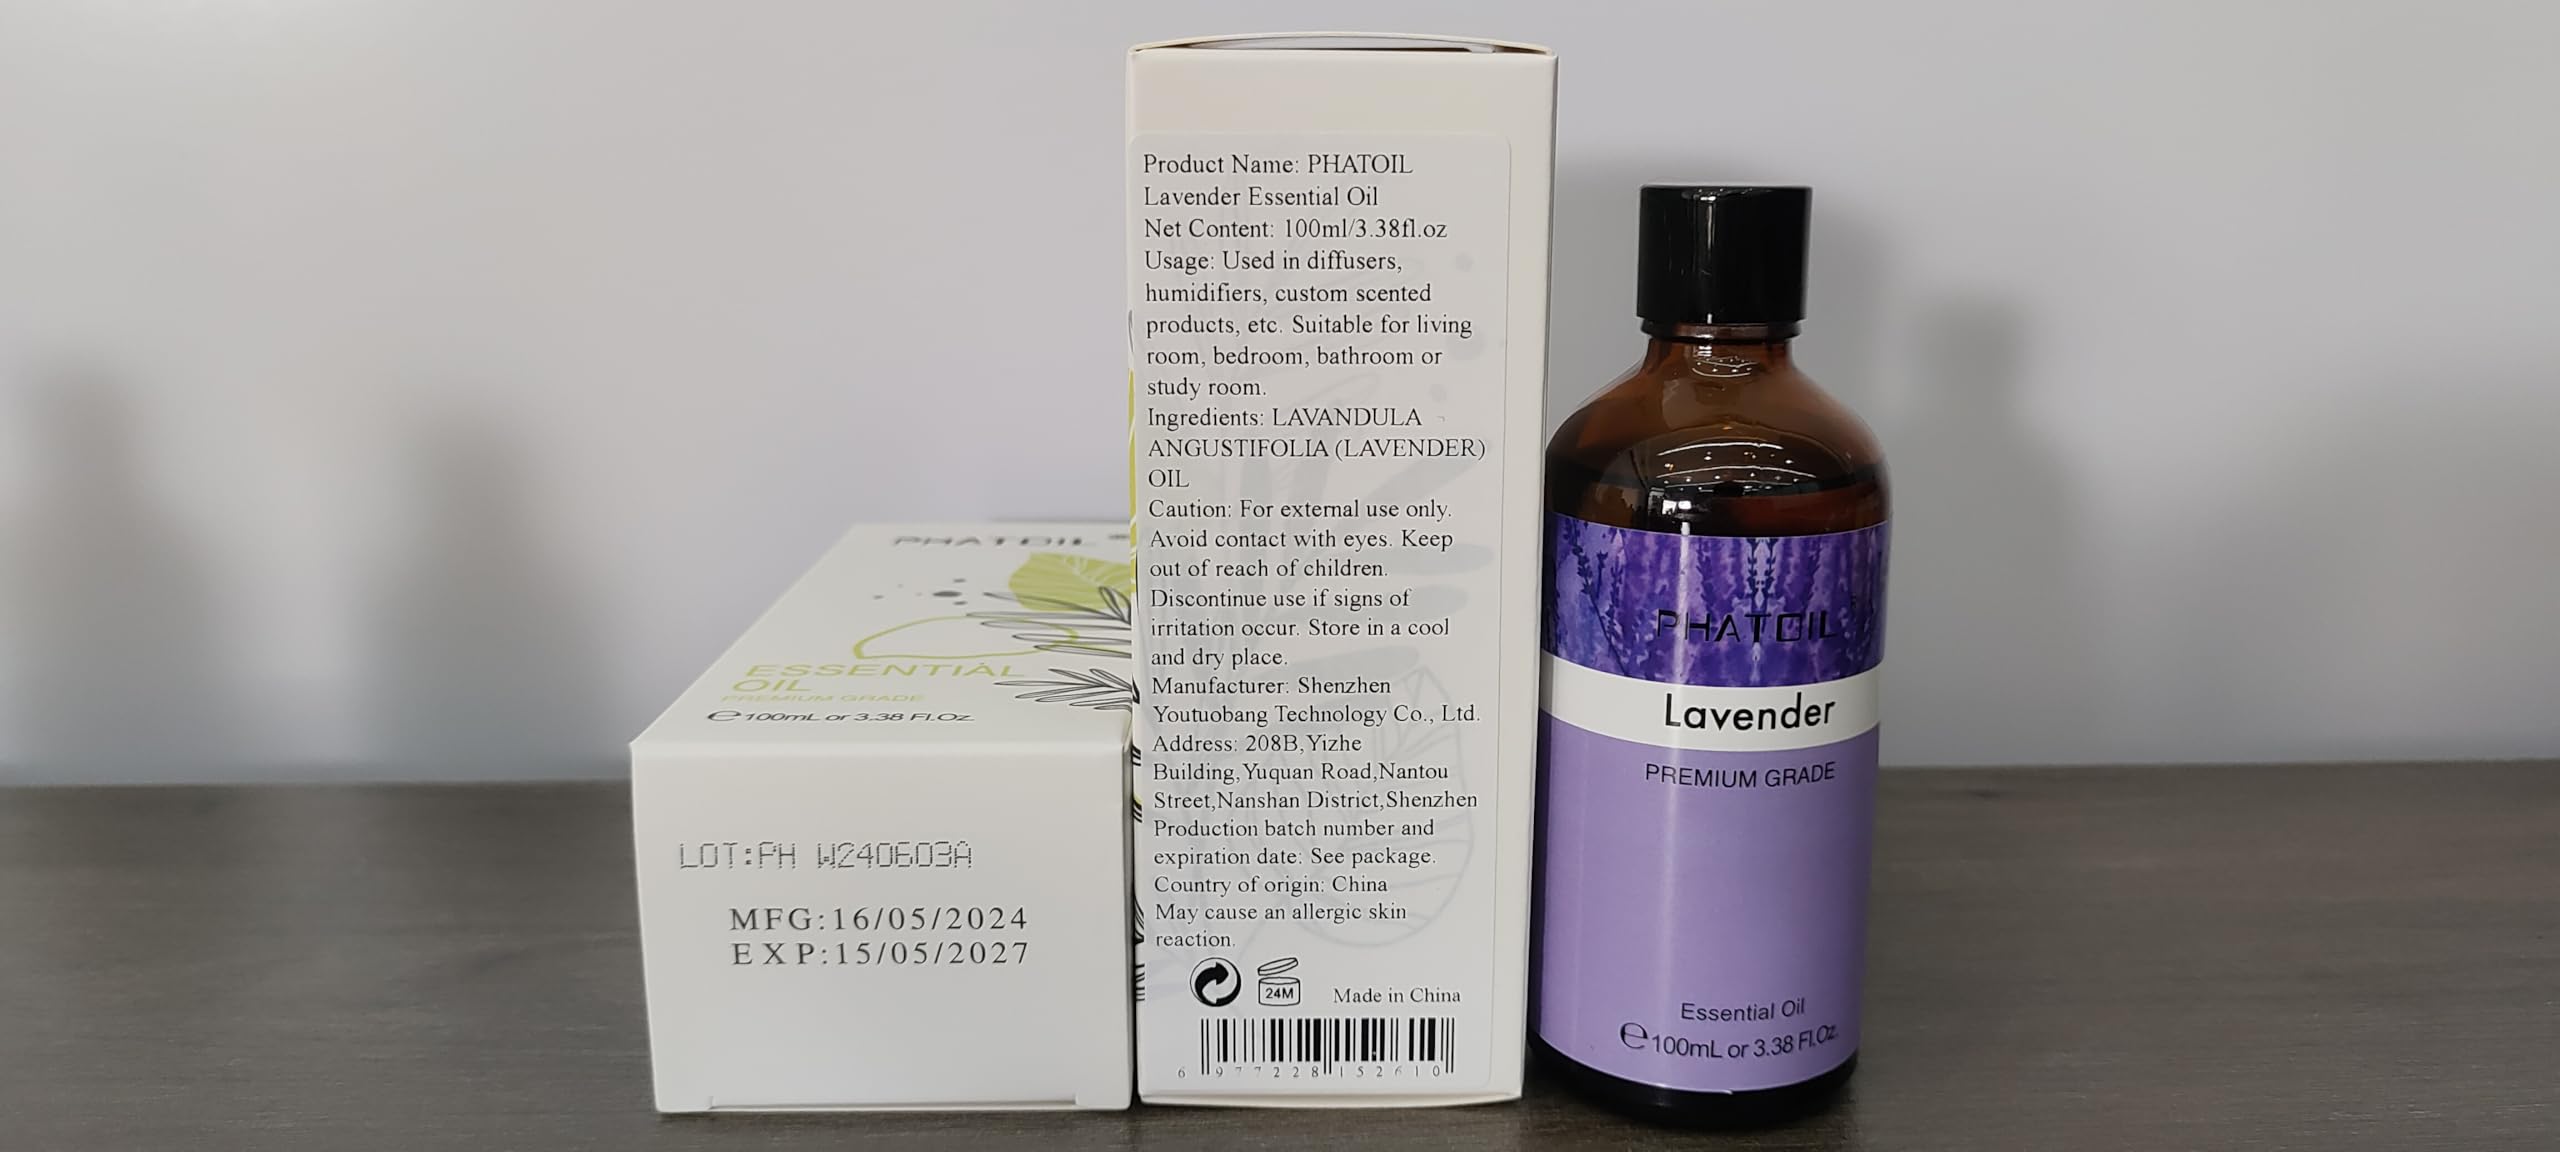 PHATOIL
ESSENTIAL
OIL
PREMIUM GRADE
℮100mL or 3.38 Fl.Oz.
LOT:PH W240603A
MFG:16/05/2024
EXP:15/05/2027
Product Name: PHATOIL
Lavender Essential Oil
Net Content: 100ml/3.38fl.oz
Usage: Used in diffusers,
humidifiers, custom scented
products, etc. Suitable for living
room, bedroom, bathroom or
study room.
Ingredients: LAVANDULA
ANGUSTIFOLIA (LAVENDER)
OIL
Caution: For external use only.
Avoid contact with eyes. Keep
out of reach of children.
Discontinue use if signs of
irritation occur. Store in a cool
and dry place.
Manufacturer: Shenzhen
Youtuobang Technology Co., Ltd.
Address: 208B,Yizhe
Building,Yuquan Road,Nantou
Street,Nanshan District,Shenzhen
Production batch number and
expiration date: See package.
Country of origin: China
May cause an allergic skin
reaction.
24M
Made in China
6 977228 152610
PHATOIL
Lavender
PREMIUM GRADE
Essential Oil
℮100mL or 3.38 Fl.Oz.